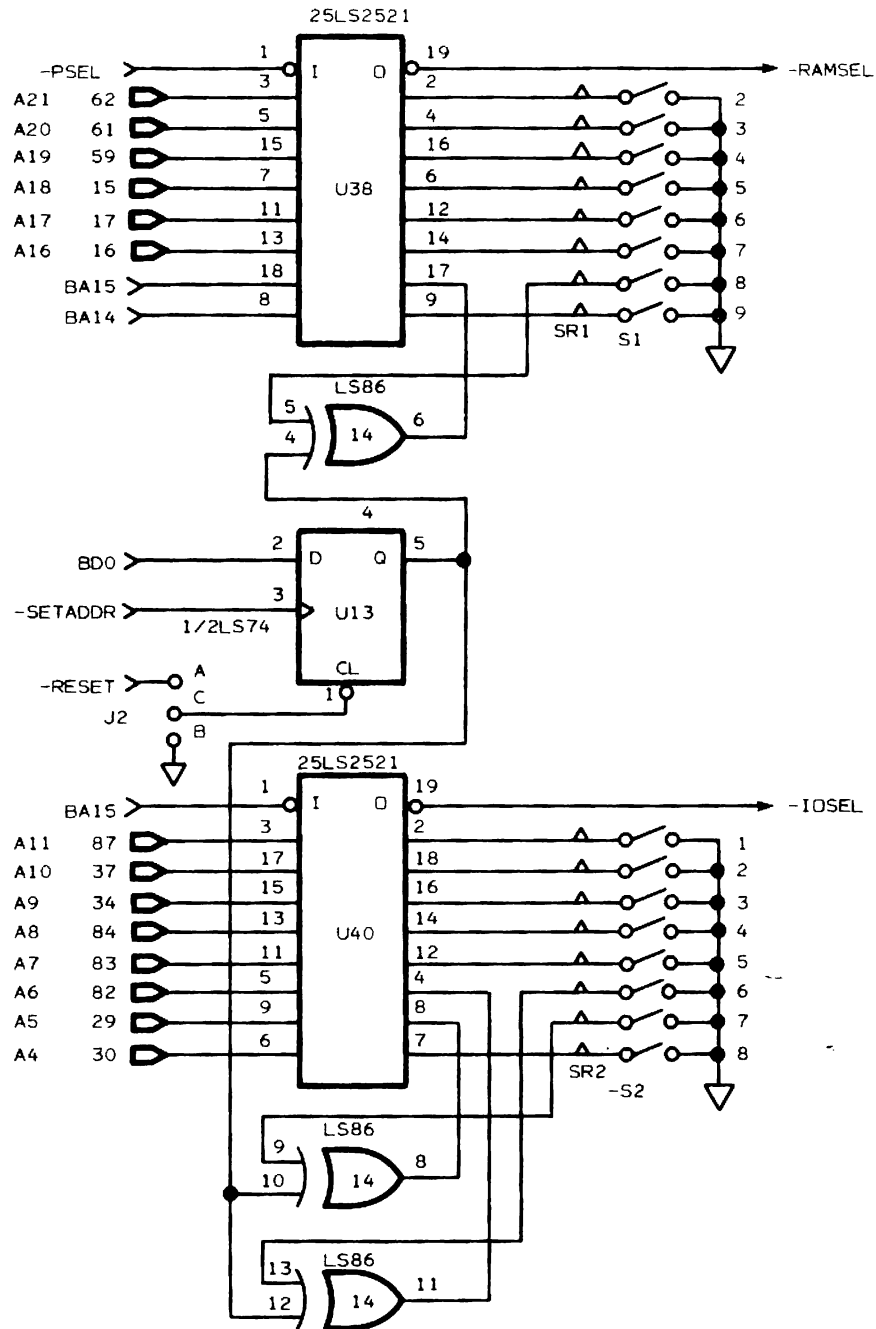 25LS2521
-PSEL 1 I O 19 -RAMSEL
A21 62 3 2 2
A20 61 5 4 3
A19 59 15 16 4
A18 15 7 U38 6 5
A17 17 11 12 6
A16 16 13 14 7
BA15 18 17 8
BA14 8 9 SR1 S1 9
LS86
5 4 14 6
4
BD0 2 D Q 5
-SETADDR 3 1/2LS74 U13
CL
-RESET A 1
J2 C
B
25LS2521
BA15 1 I O 19 -IOSEL
A11 87 3 2 1
A10 37 17 18 2
A9 34 15 16 3
A8 84 13 14 4
U40
A7 83 11 12 5
A6 82 5 4 6
A5 29 9 8 7
A4 30 6 7 8
SR2 -S2
LS86
9 10 14 8
LS86
13 12 14 11